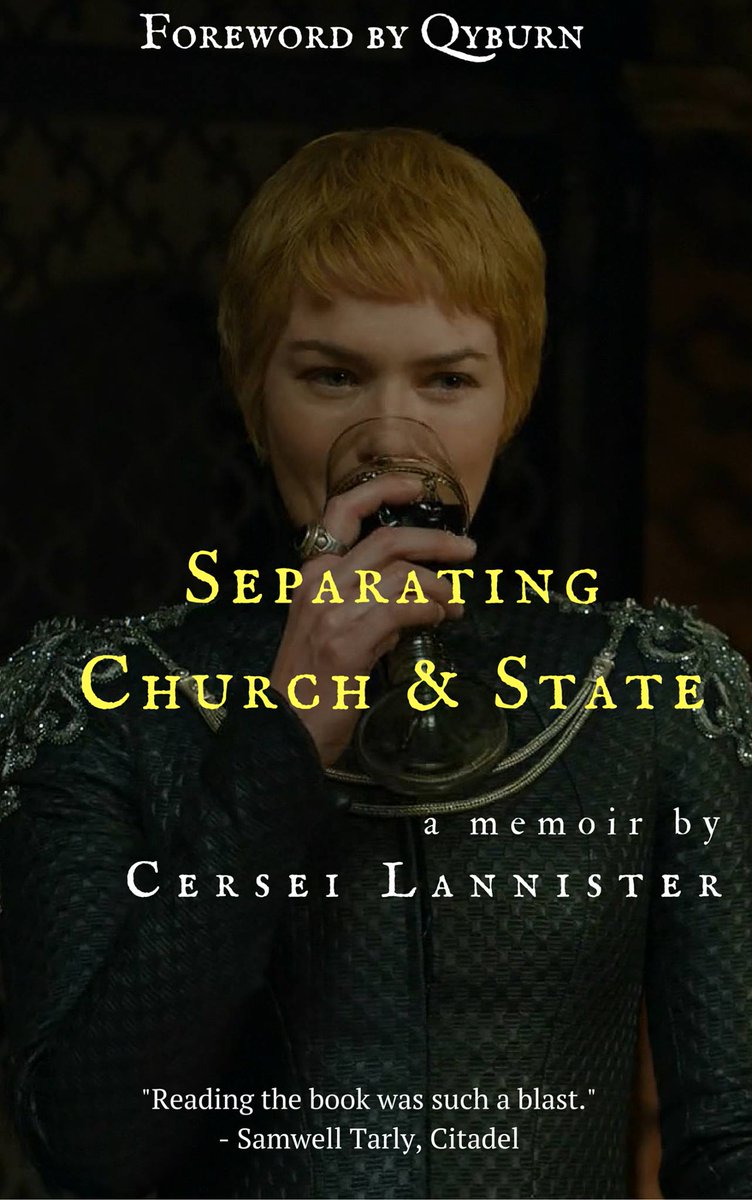 Foreword by Qyburn
Separating
Church & State
a memoir by
Cersei Lannister
"Reading the book was such a blast."
- Samwell Tarly, Citadel